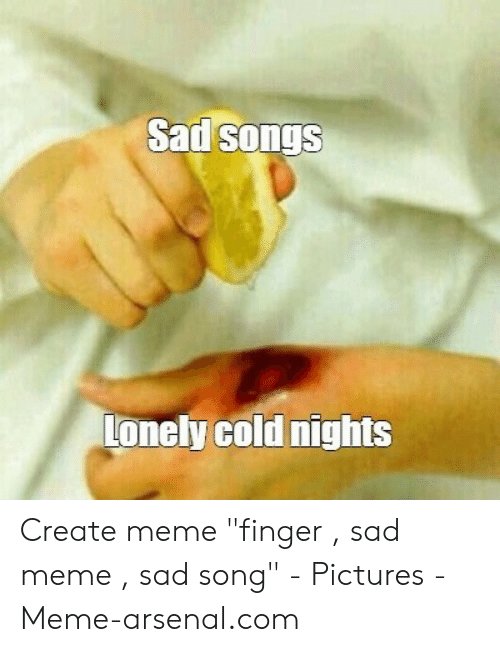 Sad songs
Lonely cold nights
Create meme "finger , sad
meme , sad song" - Pictures -
Meme-arsenal.com